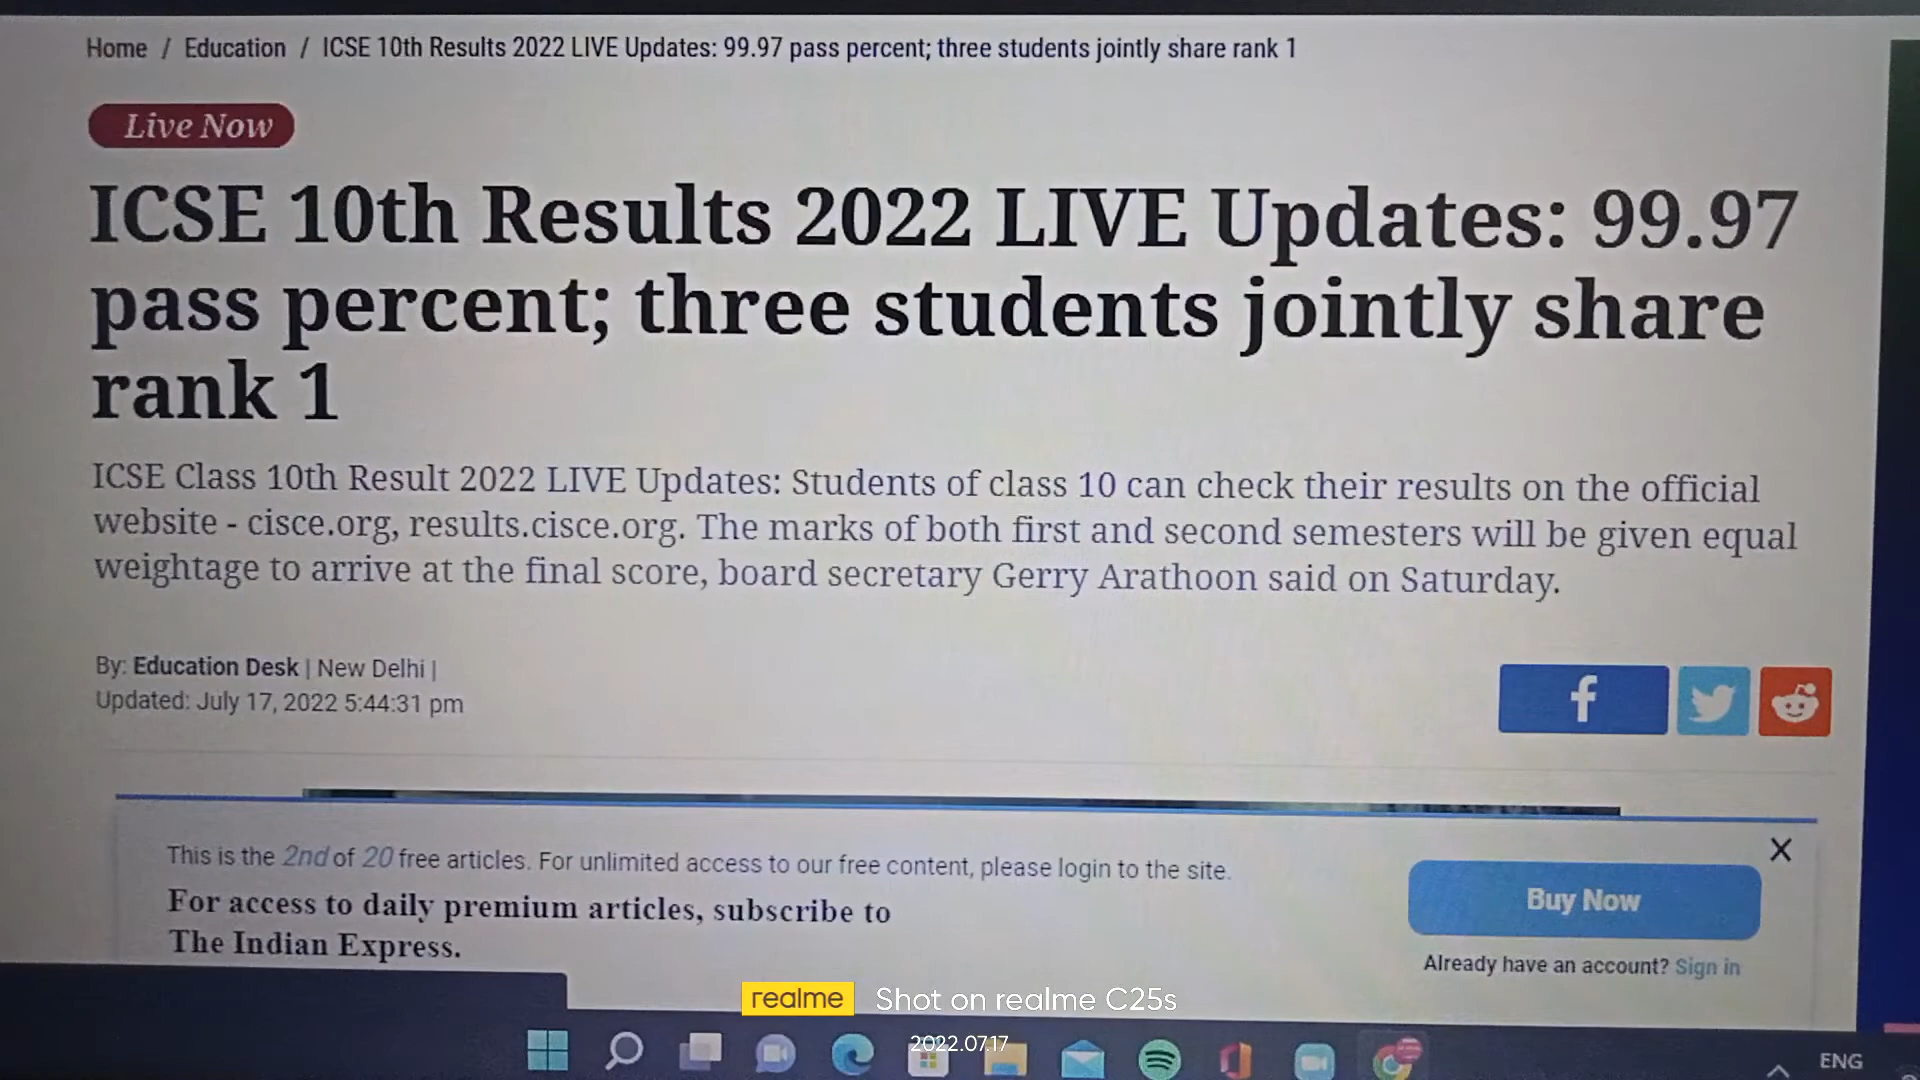 Home / Education / ICSE 10th Results 2022 LIVE Updates: 99.97 pass percent; three students jointly share rank 1
Live Now
ICSE 10th Results 2022 LIVE Updates: 99.97
pass percent; three students jointly share
rank 1
ICSE Class 10th Result 2022 LIVE Updates: Students of class 10 can check their results on the official
website - cisce.org, results.cisce.org. The marks of both first and second semesters will be given equal
weightage to arrive at the final score, board secretary Gerry Arathoon said on Saturday.
By: Education Desk | New Delhi |
Updated: July 17, 2022 5:44:31 pm
This is the 2nd of 20 free articles. For unlimited access to our free content, please login to the site.
For access to daily premium articles, subscribe to
The Indian Express.
Buy Now
Already have an account? Sign in
realme Shot on realme C25s
2022.07.17
ENG